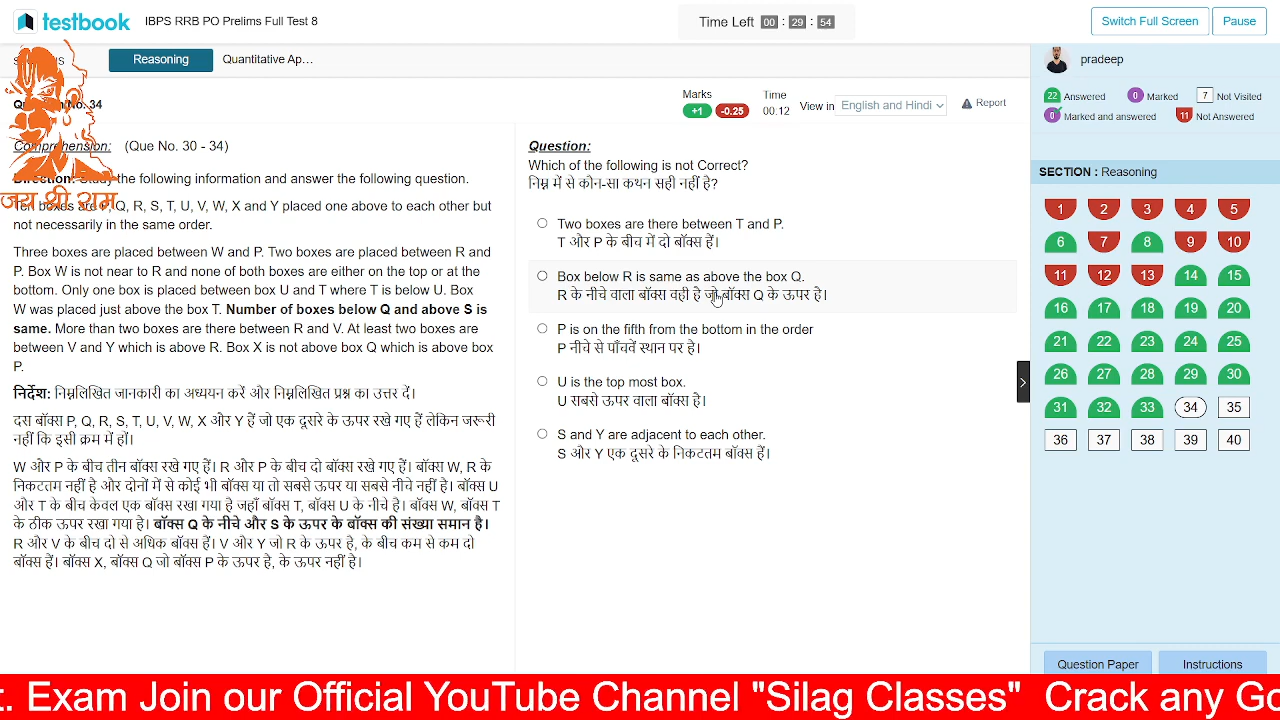 testbook
IBPS RRB PO Prelims Full Test 8
Time Left 00 : 29 : 54
Switch Full Screen
Pause
Reasoning
Quantitative Ap...
pradeep
No. 34
Marks
+1 -0.25
Time
00:12
View in English and Hindi
Report
22 Answered
0 Marked
7 Not Visited
0 Marked and answered
11 Not Answered
Comprehension: (Que No. 30 - 34)
Direction: Study the following information and answer the following question.
जय श्री राम
Ten boxes are P, Q, R, S, T, U, V, W, X and Y placed one above to each other but
not necessarily in the same order.
Three boxes are placed between W and P. Two boxes are placed between R and
P. Box W is not near to R and none of both boxes are either on the top or at the
bottom. Only one box is placed between box U and T where T is below U. Box
W was placed just above the box T. Number of boxes below Q and above S is
same. More than two boxes are there between R and V. At least two boxes are
between V and Y which is above R. Box X is not above box Q which is above box
P.
निर्देश: निम्नलिखित जानकारी का अध्ययन करें और निम्नलिखित प्रश्न का उत्तर दें।
दस बॉक्स P, Q, R, S, T, U, V, W, X और Y हैं जो एक दूसरे के ऊपर रखे गए हैं लेकिन जरूरी
नहीं कि इसी क्रम में हों।
W और P के बीच तीन बॉक्स रखे गए हैं। R और P के बीच दो बॉक्स रखे गए हैं। बॉक्स W, R के
निकटतम नहीं है ओर दोनों में से कोई भी बॉक्स या तो सबसे ऊपर या सबसे नीचे नहीं है। बॉक्स U
और T के बीच केवल एक बॉक्स रखा गया है जहाँ बॉक्स T, बॉक्स U के नीचे है। बॉक्स W, बॉक्स T
के ठीक ऊपर रखा गया है। बॉक्स Q के नीचे और S के ऊपर के बॉक्स की संख्या समान है।
R और V के बीच दो से अधिक बॉक्स हैं। V और Y जो R के ऊपर है, के बीच कम से कम दो
बॉक्स हैं। बॉक्स X, बॉक्स Q जो बॉक्स P के ऊपर है, के ऊपर नहीं है।
Question:
Which of the following is not Correct?
निम्न में से कौन-सा कथन सही नहीं है?
Two boxes are there between T and P.
T और P के बीच में दो बॉक्स हैं।
Box below R is same as above the box Q.
R के नीचे वाला बॉक्स वही है जो बॉक्स Q के ऊपर है।
P is on the fifth from the bottom in the order
P नीचे से पाँचवें स्थान पर है।
U is the top most box.
U सबसे ऊपर वाला बॉक्स है।
S and Y are adjacent to each other.
S और Y एक दूसरे के निकटतम बॉक्स हैं।
SECTION : Reasoning
1 2 3 4 5
6 7 8 9 10
11 12 13 14 15
16 17 18 19 20
21 22 23 24 25
26 27 28 29 30
31 32 33 34 35
36 37 38 39 40
Question Paper
Instructions
t. Exam Join our Official YouTube Channel "Silag Classes" Crack any Go